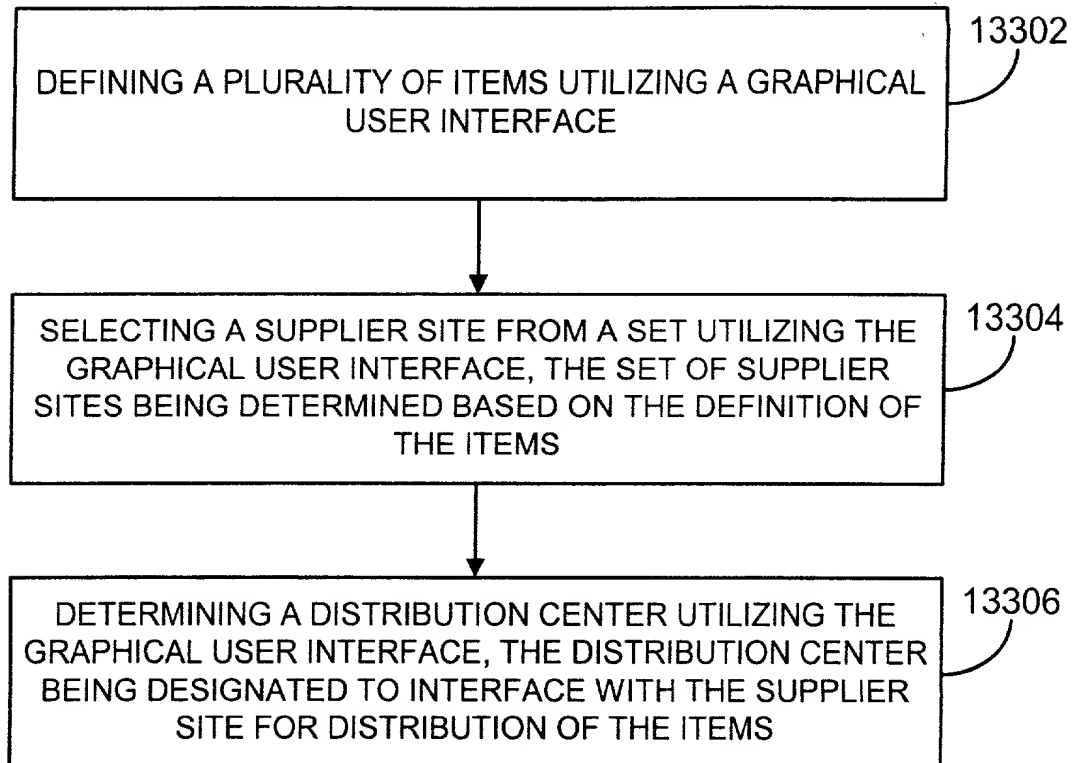 13302
DEFINING A PLURALITY OF ITEMS UTILIZING A GRAPHICAL
USER INTERFACE
13304
SELECTING A SUPPLIER SITE FROM A SET UTILIZING THE
GRAPHICAL USER INTERFACE, THE SET OF SUPPLIER
SITES BEING DETERMINED BASED ON THE DEFINITION OF
THE ITEMS
13306
DETERMINING A DISTRIBUTION CENTER UTILIZING THE
GRAPHICAL USER INTERFACE, THE DISTRIBUTION CENTER
BEING DESIGNATED TO INTERFACE WITH THE SUPPLIER
SITE FOR DISTRIBUTION OF THE ITEMS